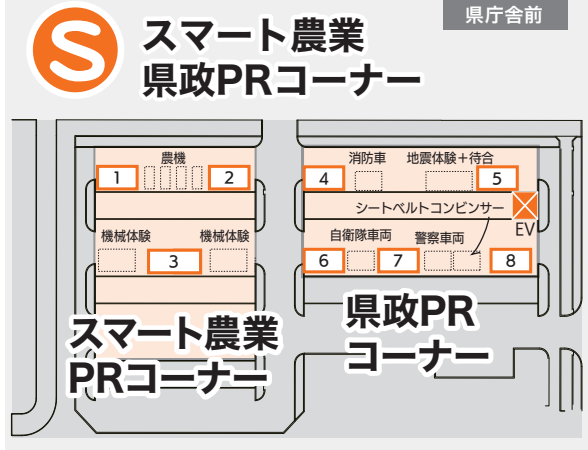 県庁舎前
S
スマート農業
県政PRコーナー
農機
1
2
機械体験
機械体験
3
スマート農業
PRコーナー
消防車
地震体験＋待合
4
5
シートベルトコンビンサー
EV
自衛隊車両
警察車両
6
7
8
県政PR
コーナー